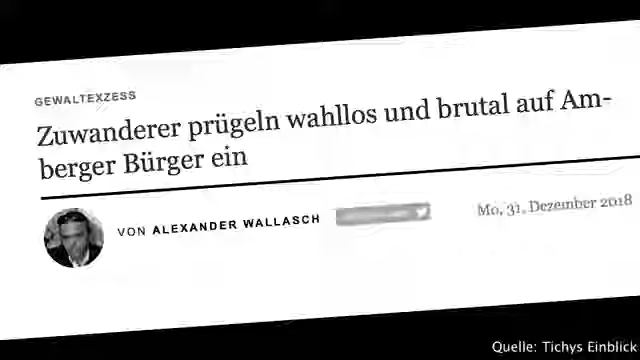 GEWALTEXZESS
Zuwanderer prügeln wahllos und brutal auf Am-
berger Bürger ein
VON ALEXANDER WALLASCH
Mo, 31. Dezember 2018
Quelle: Tichys Einblick